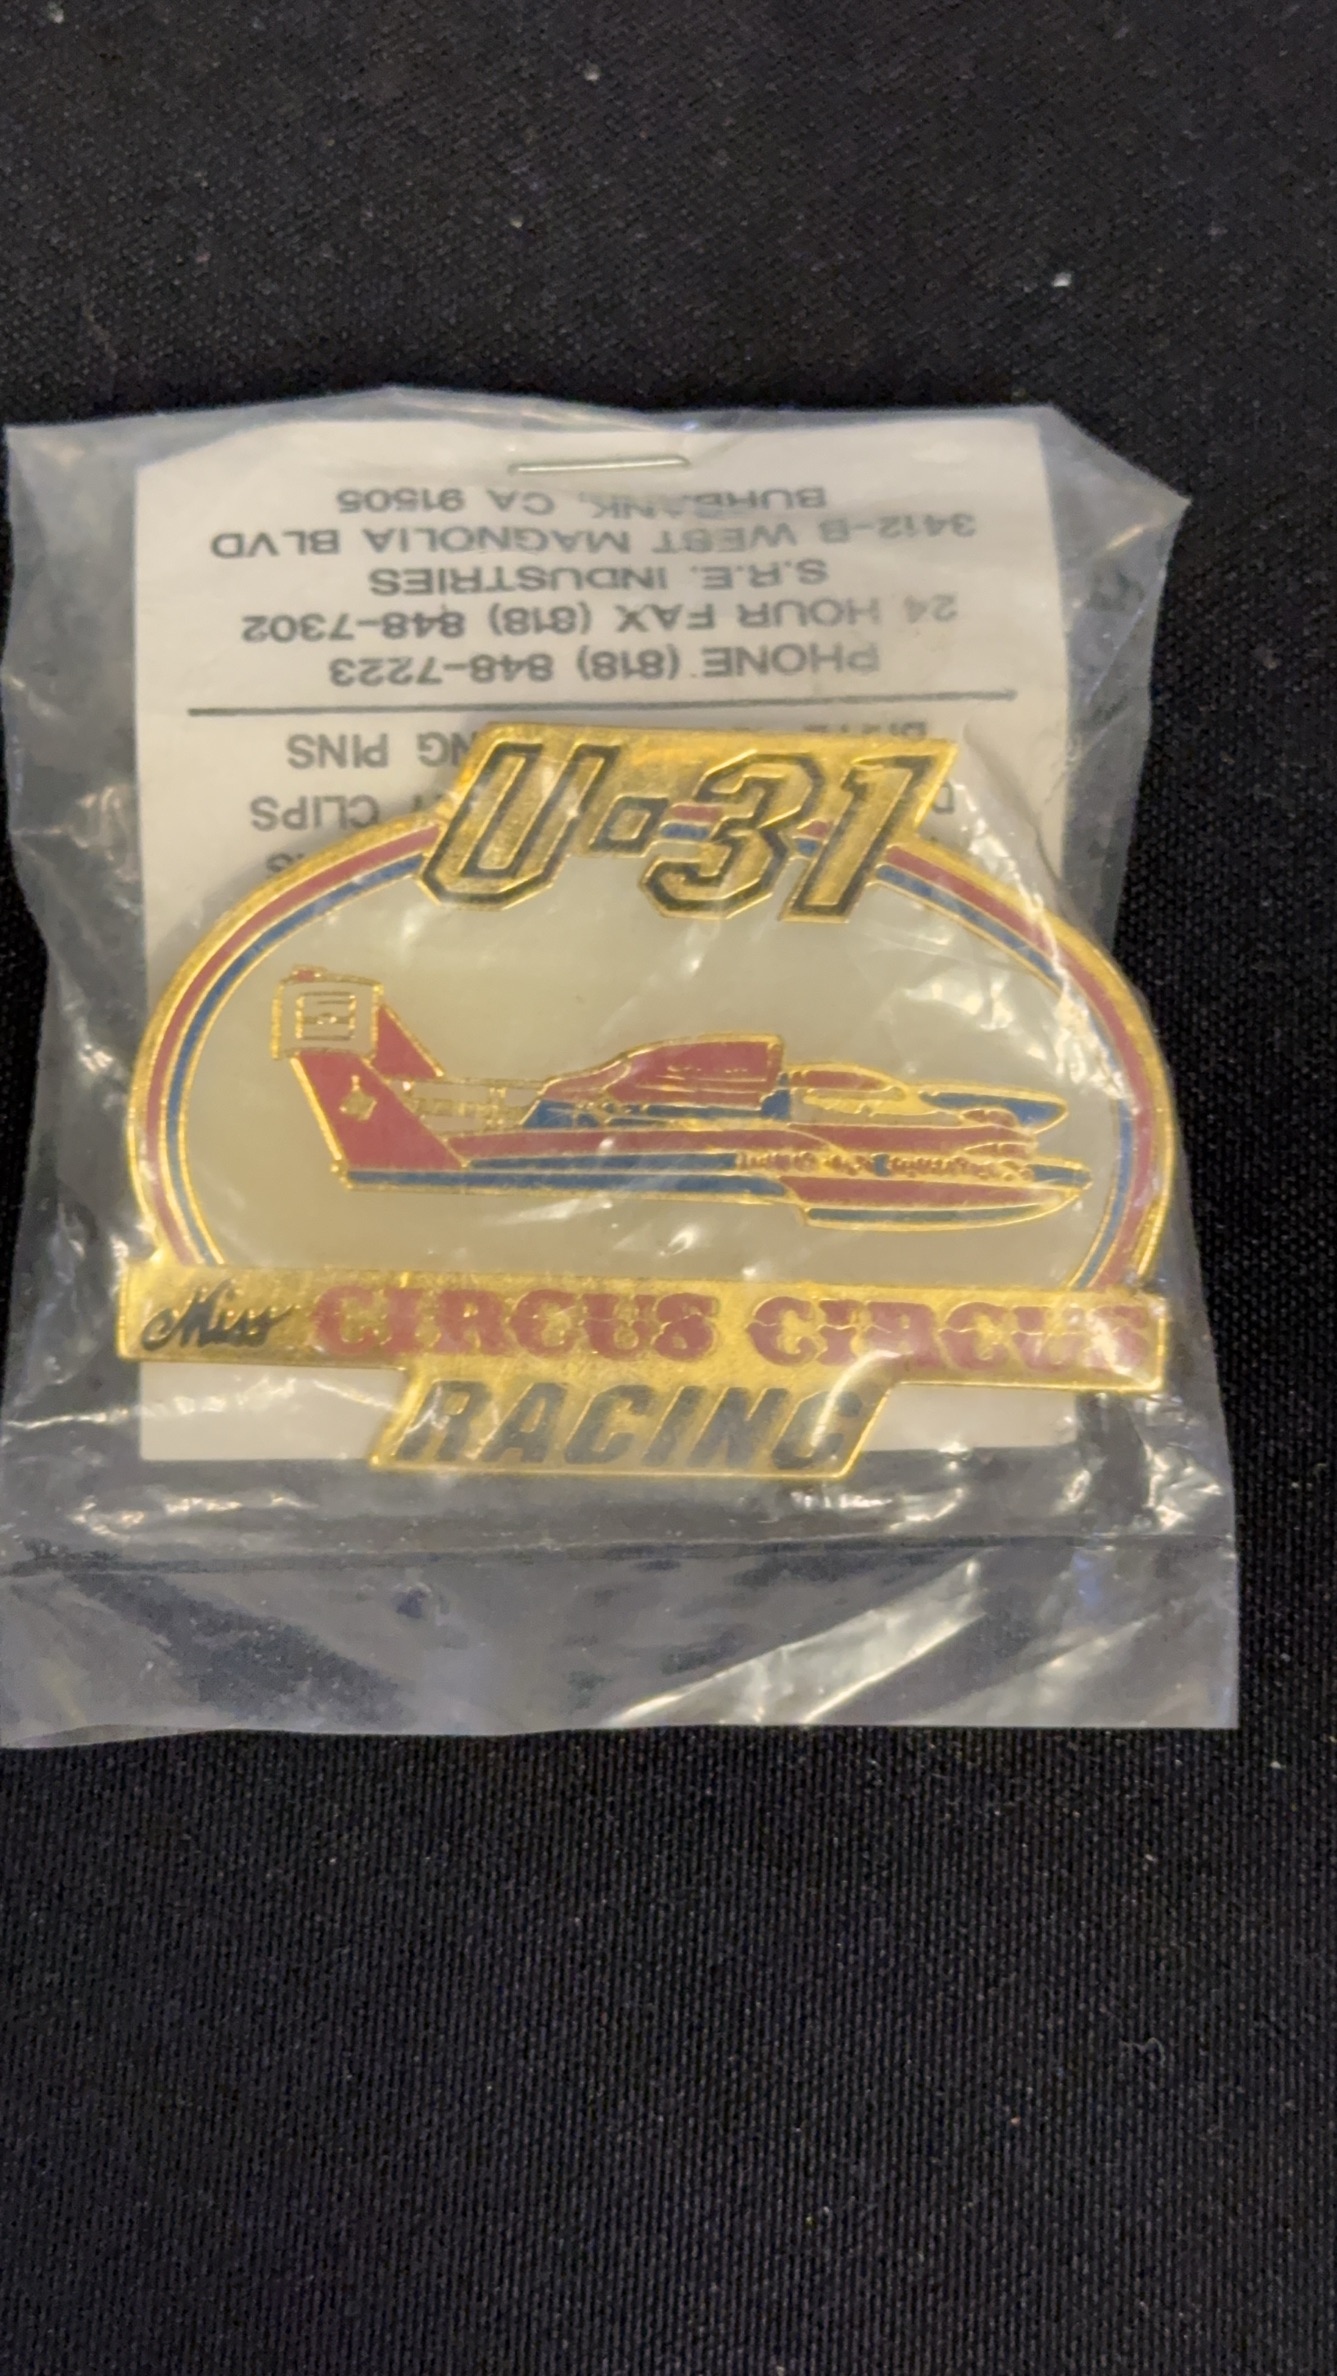 BURBANK, CA 91505
3412-B WEST MAGNOLIA BLVD
S.R.E. INDUSTRIES
24 HOUR FAX (818) 848-7302
PHONE (818) 848-7223
PINS
CLIPS
U-31
Miss CIRCUS CIRCUS
RACING